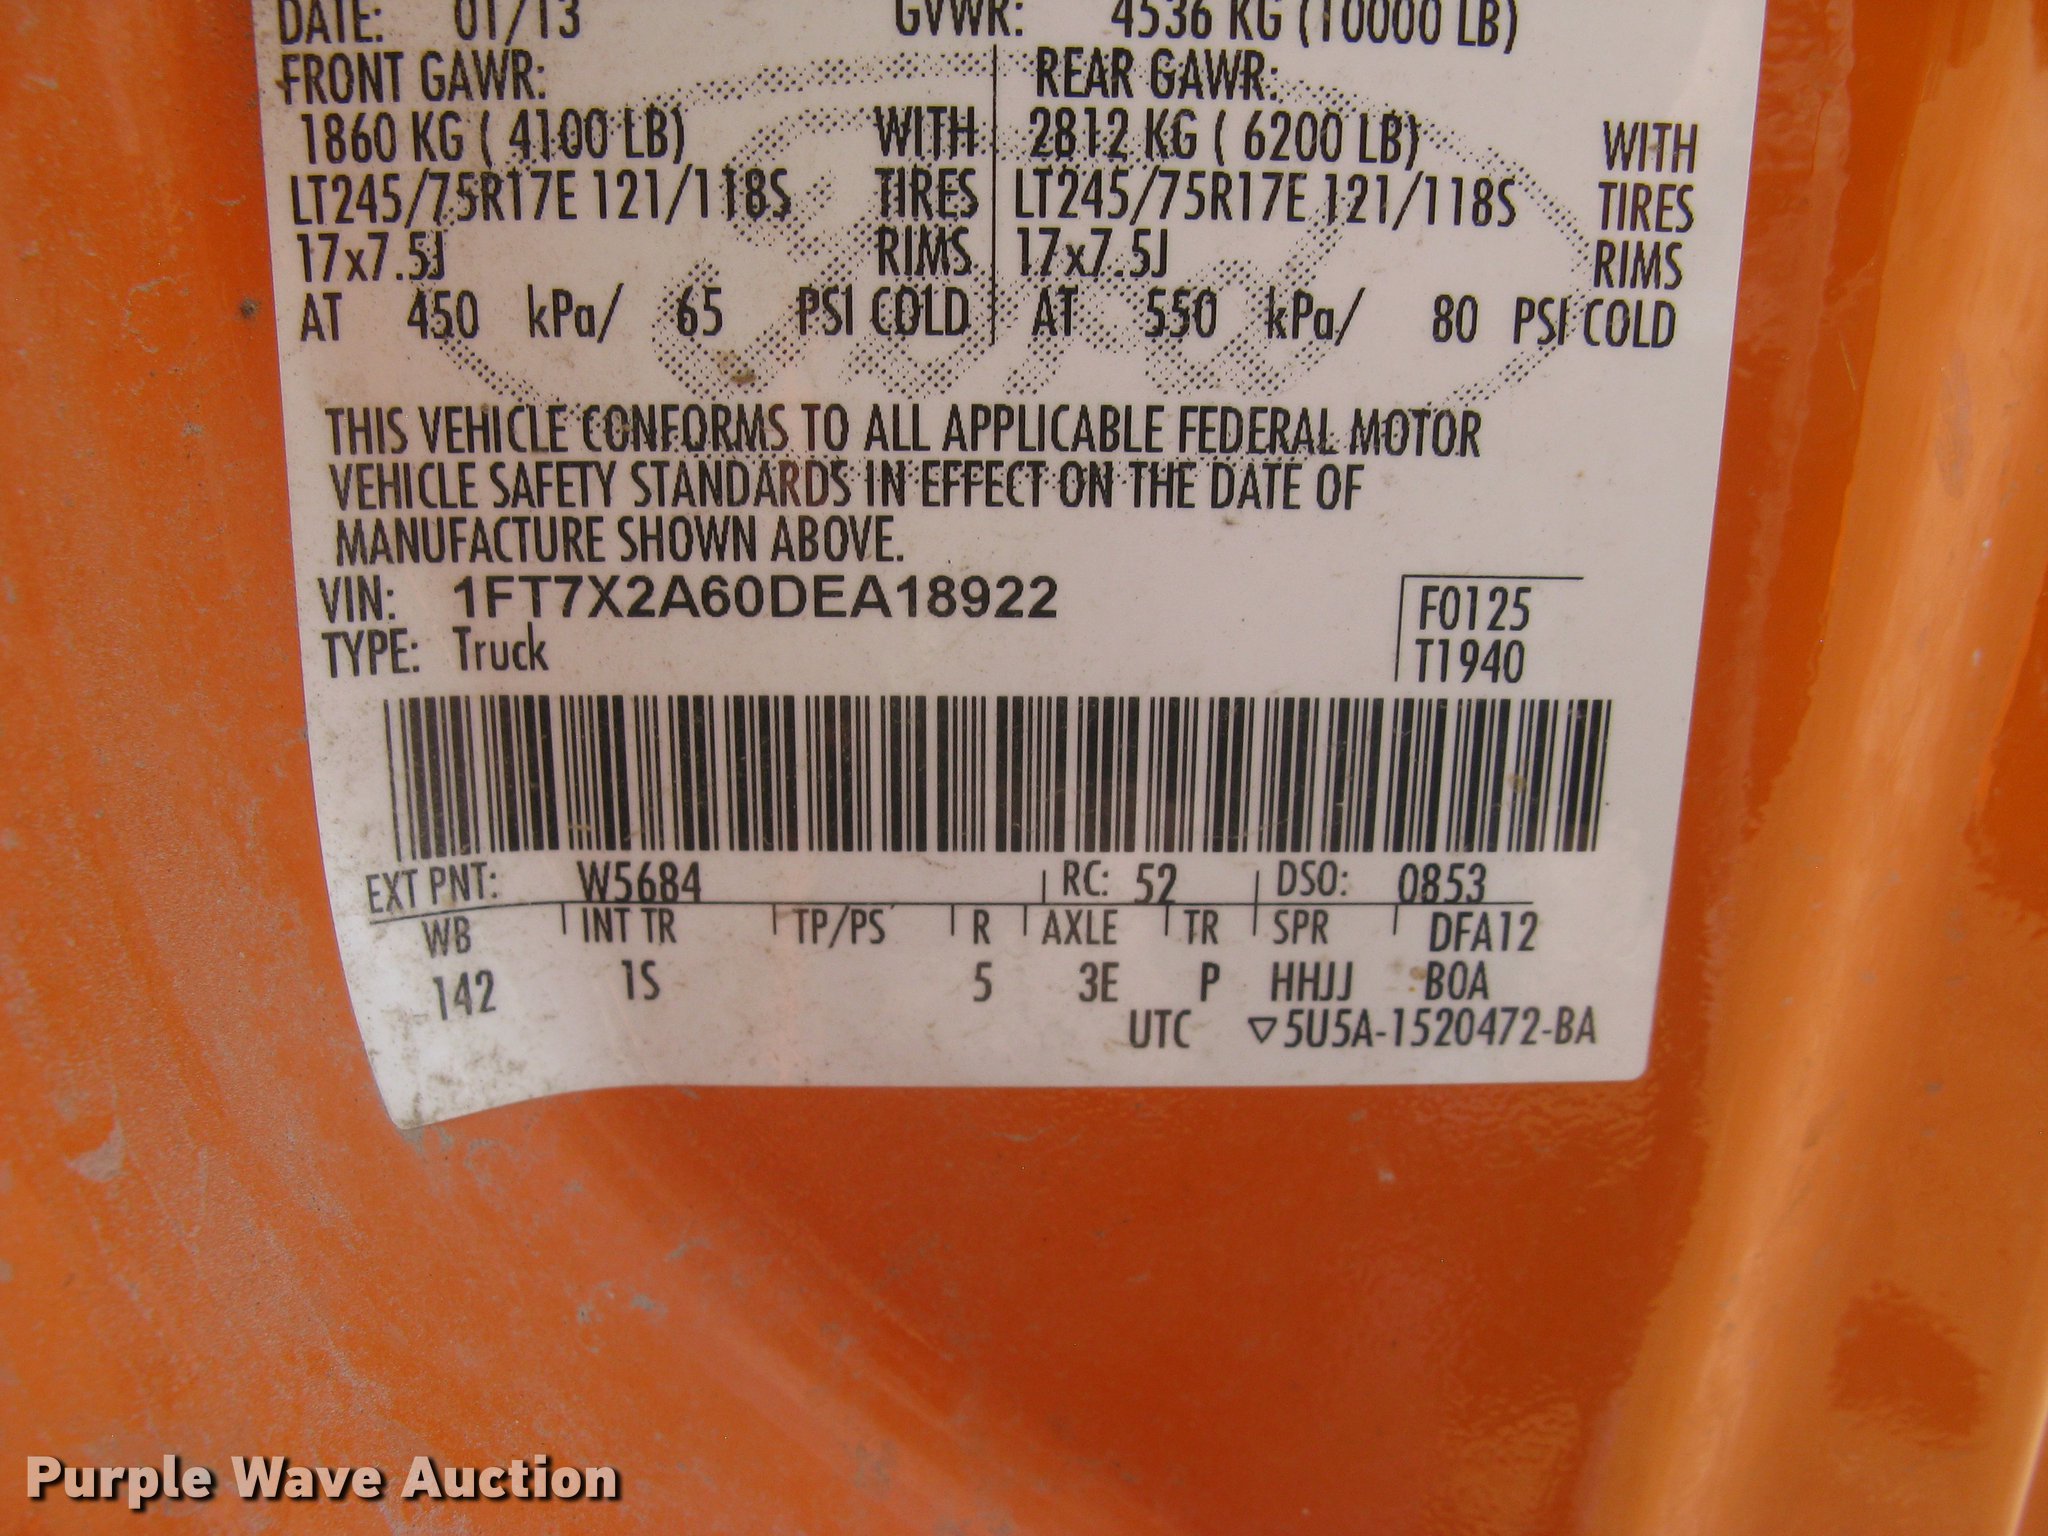 DATE: 01/13 GVWR: 4536 KG (10000 LB)
FRONT GAWR: REAR GAWR:
1860 KG ( 4100 LB) WITH 2812 KG ( 6200 LB) WITH
LT245/75R17E 121/118S TIRES LT245/75R17E 121/118S TIRES
17x7.5J RIMS 17x7.5J RIMS
AT 450 kPa/ 65 PSI COLD AT 550 kPa/ 80 PSI COLD
THIS VEHICLE CONFORMS TO ALL APPLICABLE FEDERAL MOTOR
VEHICLE SAFETY STANDARDS IN EFFECT ON THE DATE OF
MANUFACTURE SHOWN ABOVE.
VIN: 1FT7X2A60DEA18922 F0125
TYPE: Truck T1940
EXT PNT: W5684 RC: 52 DSO: 0853
WB INT TR TP/PS R AXLE TR SPR DFA12
142 1S 5 3E P HHJJ B0A
UTC ▽5U5A-1520472-BA
Purple Wave Auction